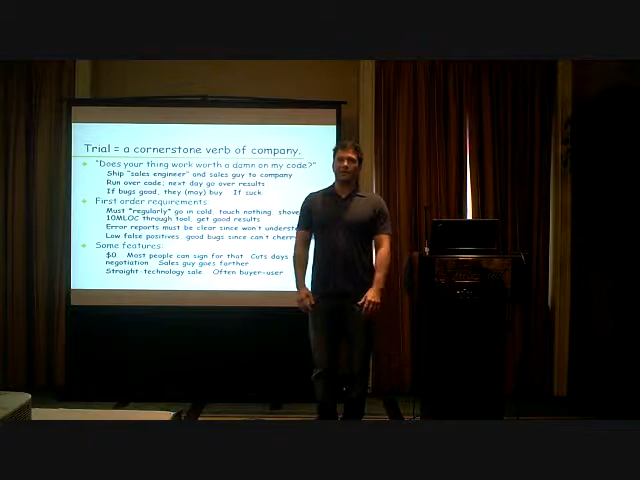 Trial = a cornerstone verb of company.
"Does your thing work worth a damn on my code?"
Ship "sales engineer" and sales guy to company
Run over code; next day go over results
If bugs good, they (may) buy. If suck
First order requirements
Must *regularly* go in cold, touch nothing, shove
10MLOC through tool, get good results
Error reports must be clear since won't underst
Low false positives, good bugs since can't cherr
Some features:
$0. Most people can sign for that. Cuts days
negotiation. Sales guy goes farther
Straight-technology sale. Often buyer-user